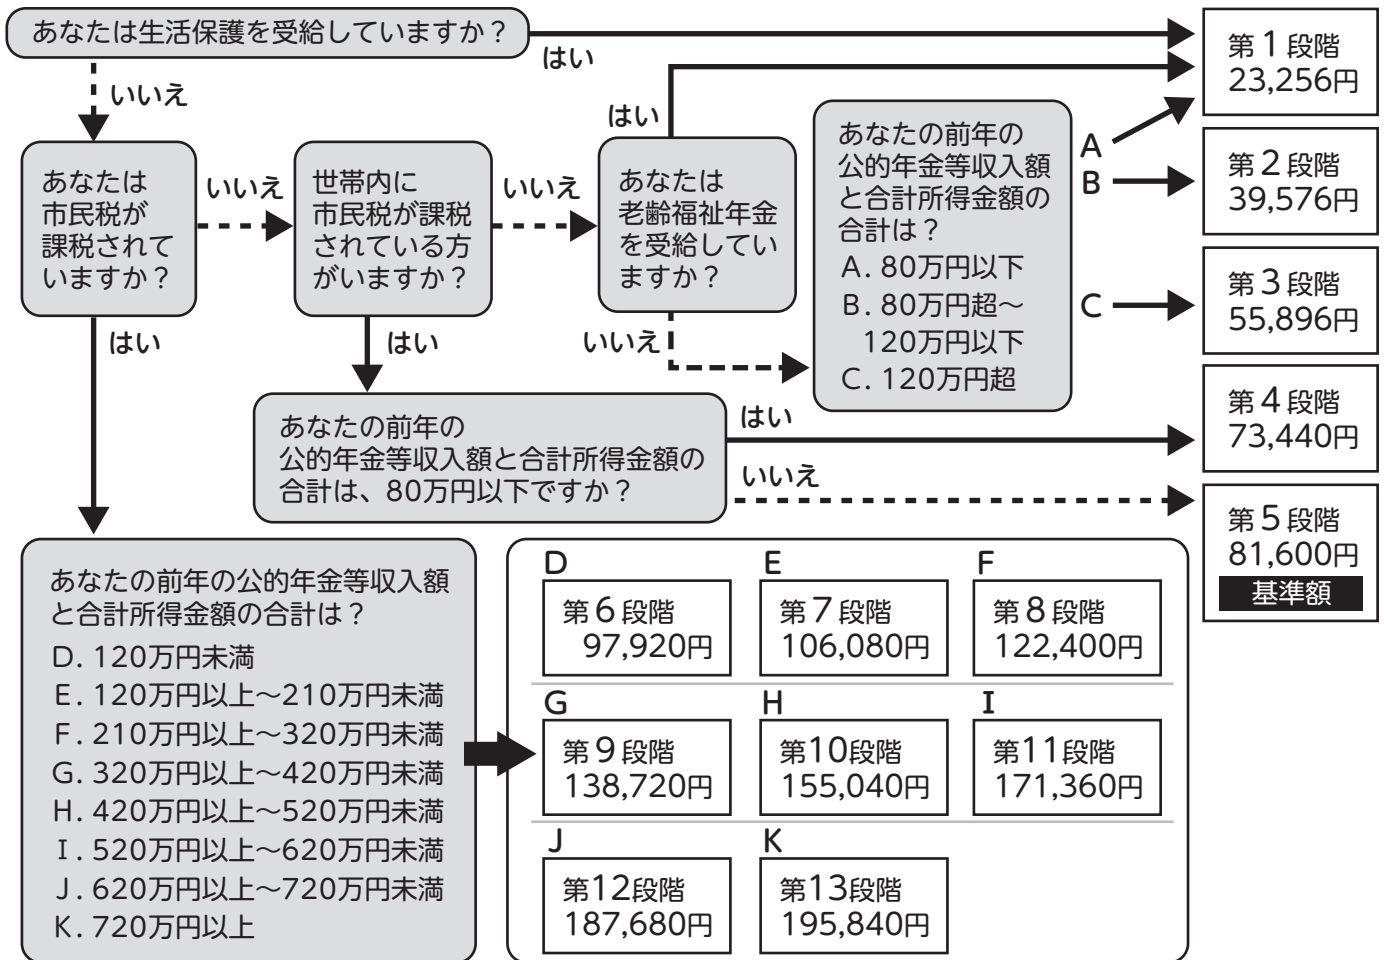 あなたは生活保護を受給していますか？
はい
いいえ
第１段階
23,256円
あなたは
市民税が
課税されて
いますか？
いいえ
はい
世帯内に
市民税が課税
されている方
がいますか？
いいえ
はい
あなたは
老齢福祉年金
を受給してい
ますか？
はい
いいえ
あなたの前年の
公的年金等収入額
と合計所得金額の
合計は？
A. 80万円以下
B. 80万円超～
120万円以下
C. 120万円超
A
B
C
第２段階
39,576円
第３段階
55,896円
あなたの前年の
公的年金等収入額と合計所得金額の
合計は、80万円以下ですか？
はい
いいえ
第４段階
73,440円
第５段階
81,600円
基準額
あなたの前年の公的年金等収入額
と合計所得金額の合計は？
D. 120万円未満
E. 120万円以上～210万円未満
F. 210万円以上～320万円未満
G. 320万円以上～420万円未満
H. 420万円以上～520万円未満
I. 520万円以上～620万円未満
J. 620万円以上～720万円未満
K. 720万円以上
D
第６段階
97,920円
E
第７段階
106,080円
F
第８段階
122,400円
G
第９段階
138,720円
H
第10段階
155,040円
I
第11段階
171,360円
J
第12段階
187,680円
K
第13段階
195,840円